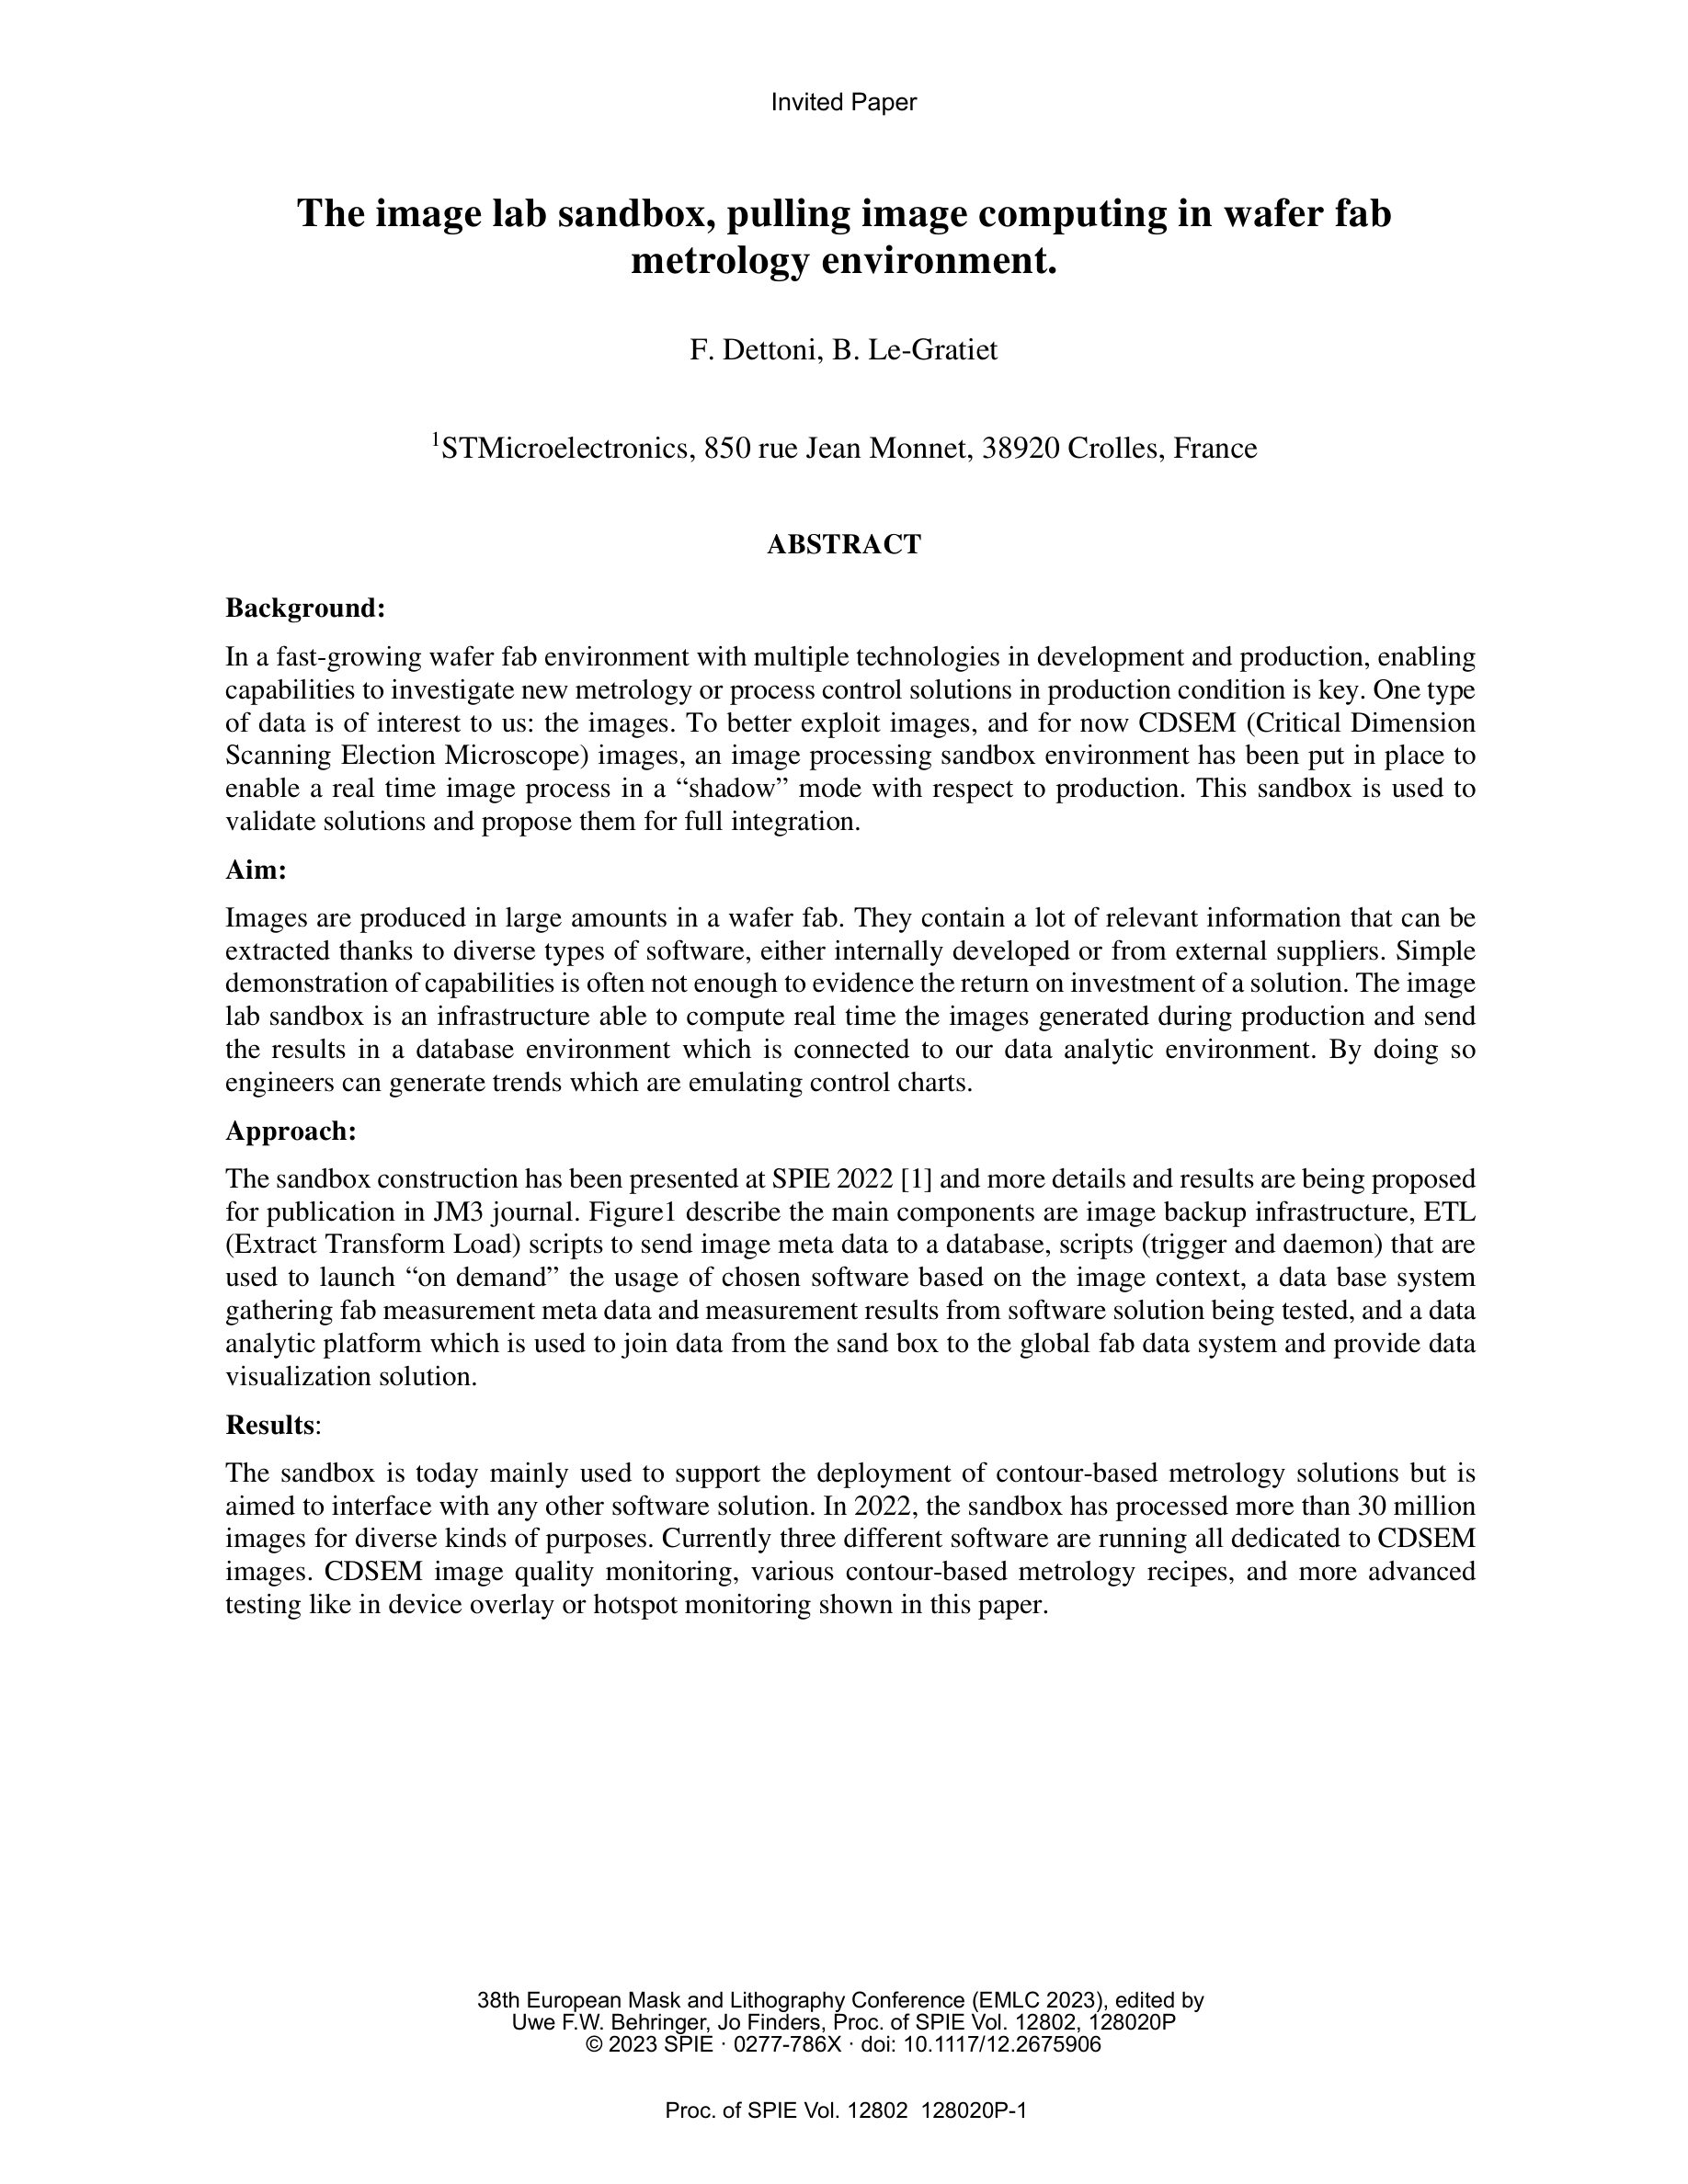 Invited Paper
The image lab sandbox, pulling image computing in wafer fab
metrology environment.
F. Dettoni, B. Le-Gratiet
1STMicroelectronics, 850 rue Jean Monnet, 38920 Crolles, France
ABSTRACT
Background:
In a fast-growing wafer fab environment with multiple technologies in development and production, enabling
capabilities to investigate new metrology or process control solutions in production condition is key. One type
of data is of interest to us: the images. To better exploit images, and for now CDSEM (Critical Dimension
Scanning Election Microscope) images, an image processing sandbox environment has been put in place to
enable a real time image process in a “shadow” mode with respect to production. This sandbox is used to
validate solutions and propose them for full integration.
Aim:
Images are produced in large amounts in a wafer fab. They contain a lot of relevant information that can be
extracted thanks to diverse types of software, either internally developed or from external suppliers. Simple
demonstration of capabilities is often not enough to evidence the return on investment of a solution. The image
lab sandbox is an infrastructure able to compute real time the images generated during production and send
the results in a database environment which is connected to our data analytic environment. By doing so
engineers can generate trends which are emulating control charts.
Approach:
The sandbox construction has been presented at SPIE 2022 [1] and more details and results are being proposed
for publication in JM3 journal. Figure1 describe the main components are image backup infrastructure, ETL
(Extract Transform Load) scripts to send image meta data to a database, scripts (trigger and daemon) that are
used to launch “on demand” the usage of chosen software based on the image context, a data base system
gathering fab measurement meta data and measurement results from software solution being tested, and a data
analytic platform which is used to join data from the sand box to the global fab data system and provide data
visualization solution.
Results:
The sandbox is today mainly used to support the deployment of contour-based metrology solutions but is
aimed to interface with any other software solution. In 2022, the sandbox has processed more than 30 million
images for diverse kinds of purposes. Currently three different software are running all dedicated to CDSEM
images. CDSEM image quality monitoring, various contour-based metrology recipes, and more advanced
testing like in device overlay or hotspot monitoring shown in this paper.
38th European Mask and Lithography Conference (EMLC 2023), edited by
Uwe F.W. Behringer, Jo Finders, Proc. of SPIE Vol. 12802, 128020P
© 2023 SPIE · 0277-786X · doi: 10.1117/12.2675906
Proc. of SPIE Vol. 12802 128020P-1